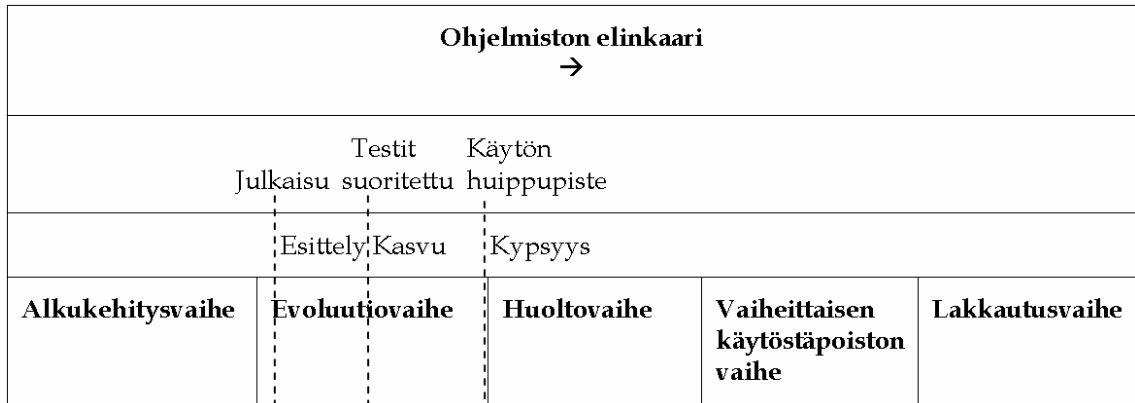 Ohjelmiston elinkaari
→
Testit Käytön
Julkaisu suoritettu huippupiste
Esittely Kasvu Kypsyys
Alkukehitysvaihe Evoluutiovaihe Huoltovaihe Vaiheittaisen Lakkautusvaihe
käytöstäpoiston
vaihe